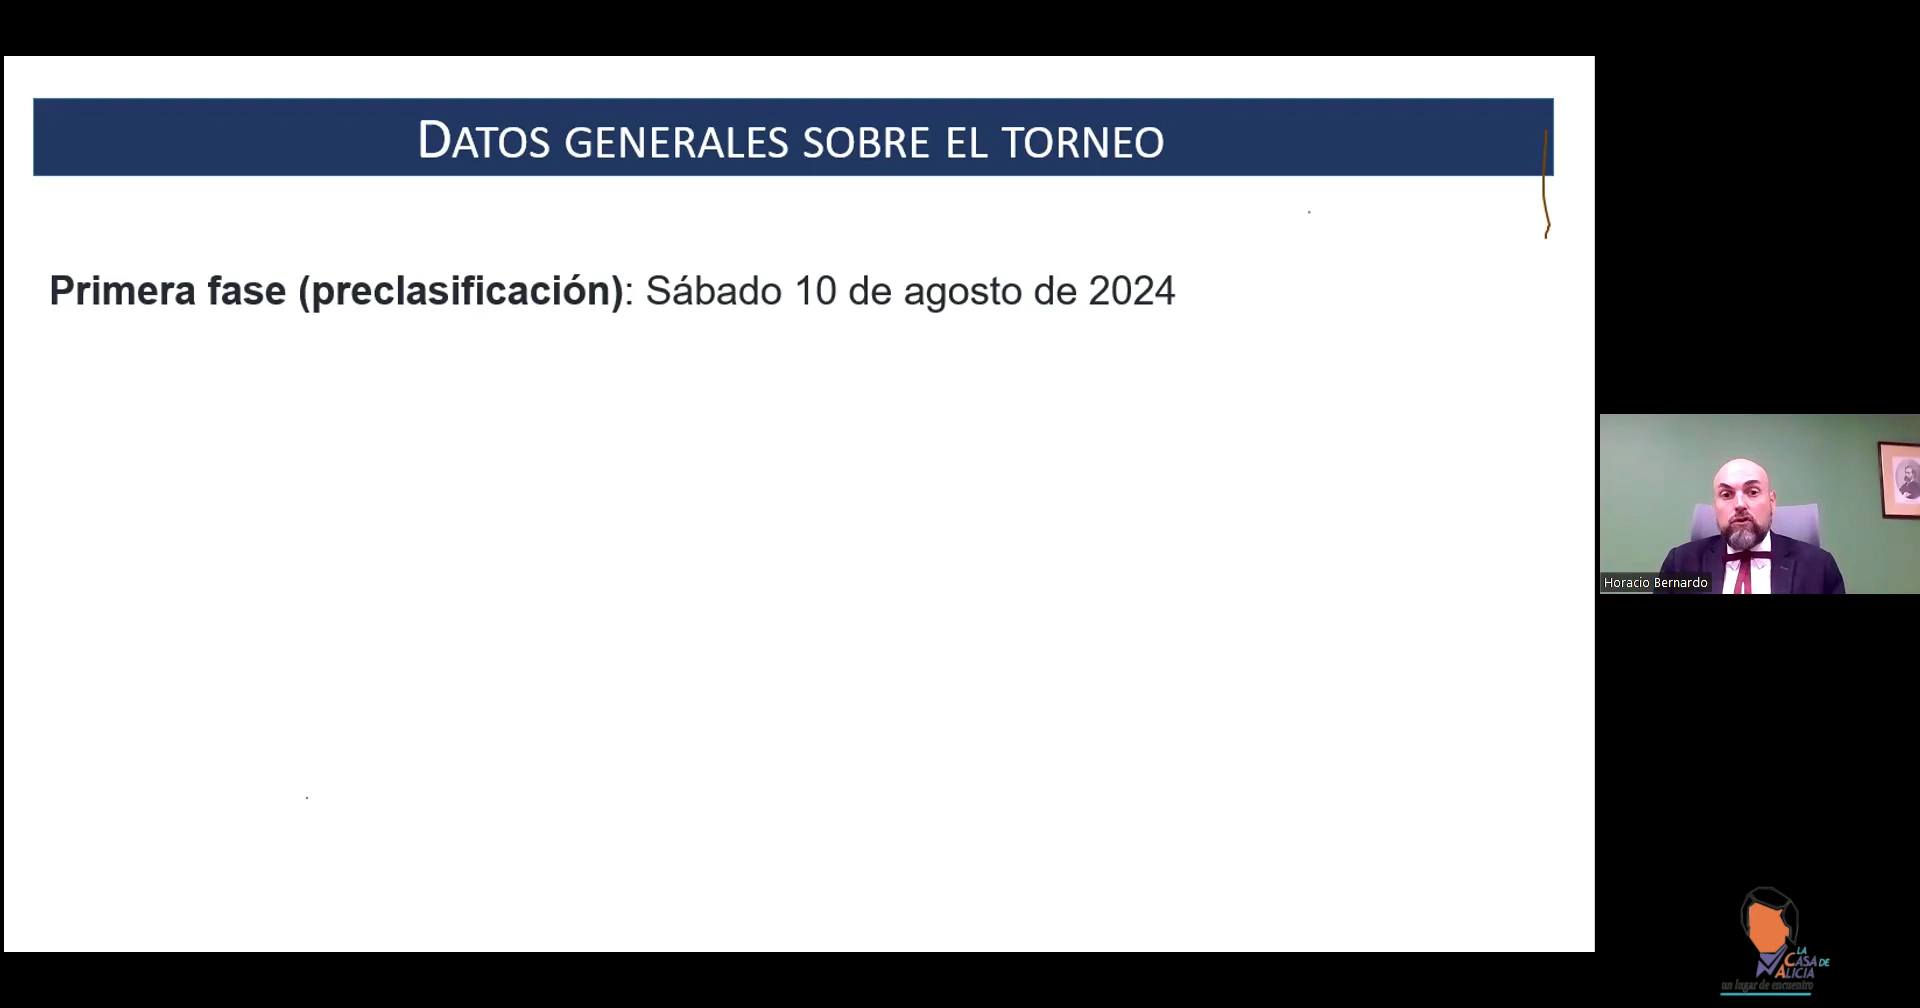 DATOS GENERALES SOBRE EL TORNEO
Primera fase (preclasificación): Sábado 10 de agosto de 2024
Horacio Bernardo
LA
CASA DE
ALICIA
un lugar de encuentro